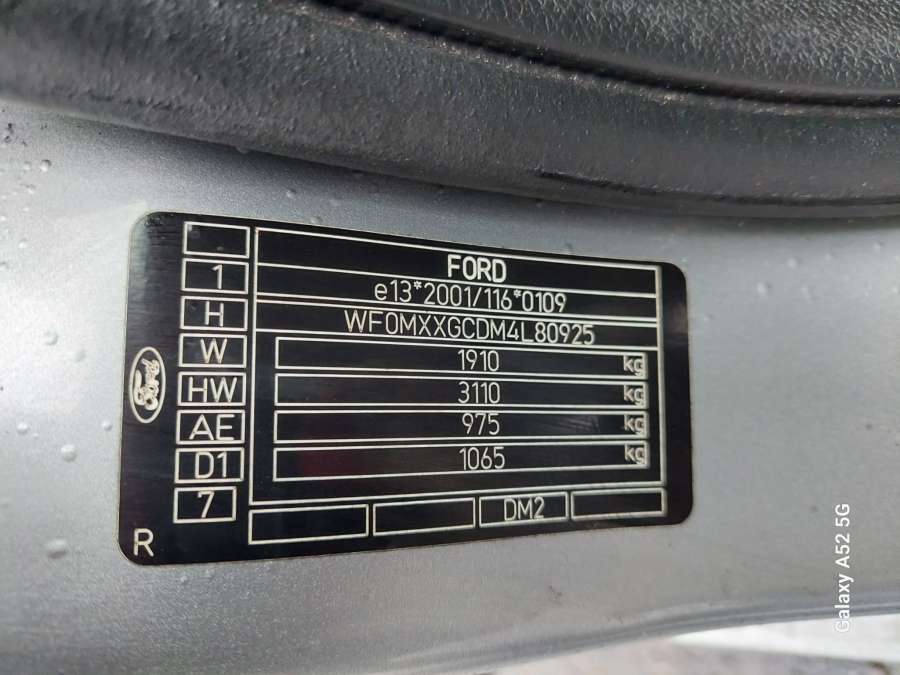 FORD
e13*2001/116*0109
WF0MXXGCDM4L80925
1910 kg
3110 kg
975 kg
1065 kg
DM2
1
H
W
HW
AE
D1
7
Ford
R
Galaxy A52 5G